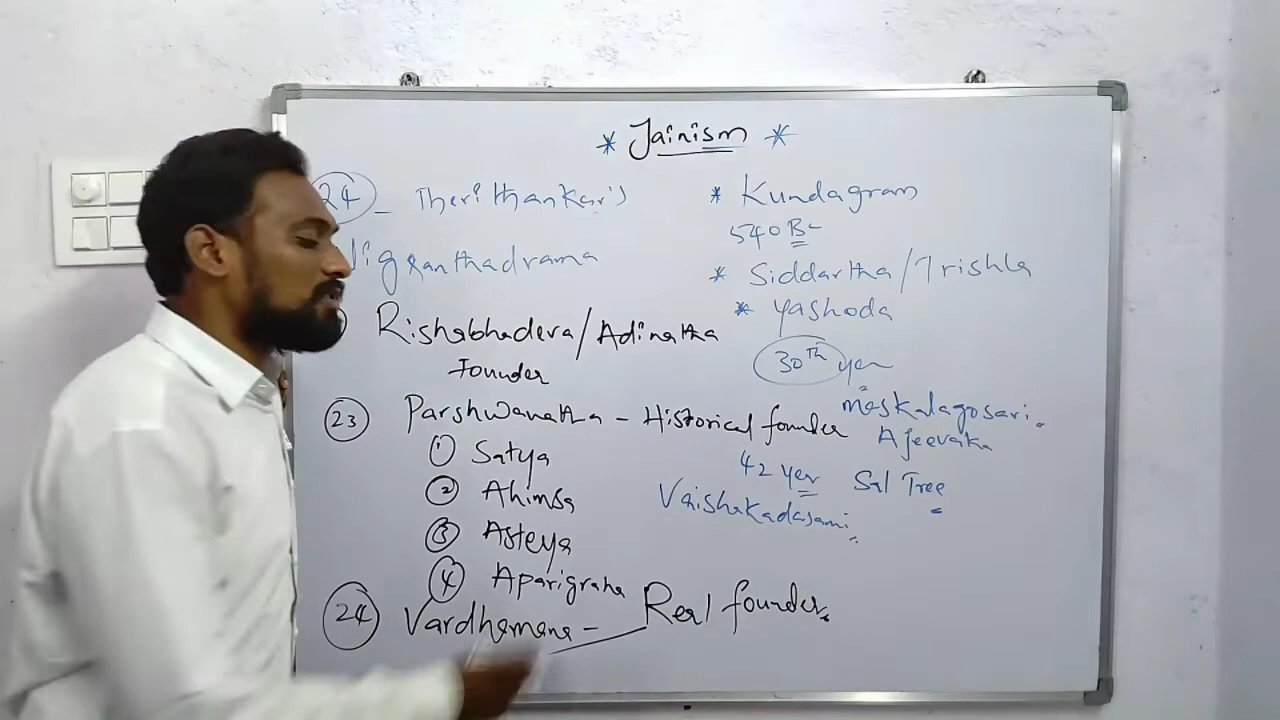 * Jainism *
24 - Therithankar's
Nigranthadrama
Rishabhadeva/Adinatha
Founder
23 Parshwanatha - Historical founder
① Satya
② Ahimsa
③ Asteya
④ Aparigraha
24 Vardhamana - Real founder
* Kundagram
540 BC
* Siddartha/Trishla
* Yashoda
30th year
Maskalagosari
Ajeevaka
42 year Sal Tree
Vaishakadasami